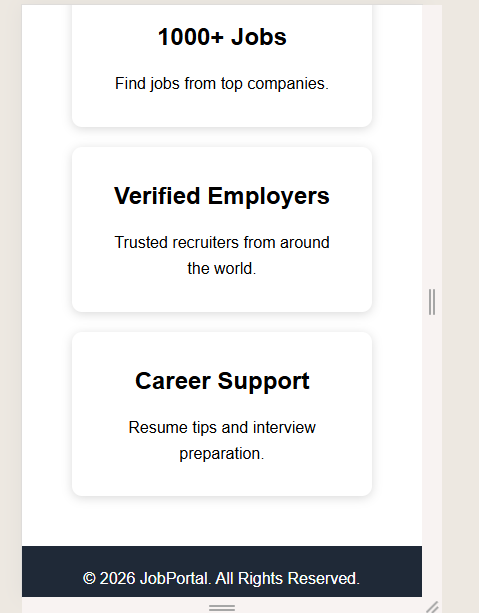 1000+ Jobs
Find jobs from top companies.
Verified Employers
Trusted recruiters from around
the world.
Career Support
Resume tips and interview
preparation.
© 2026 JobPortal. All Rights Reserved.